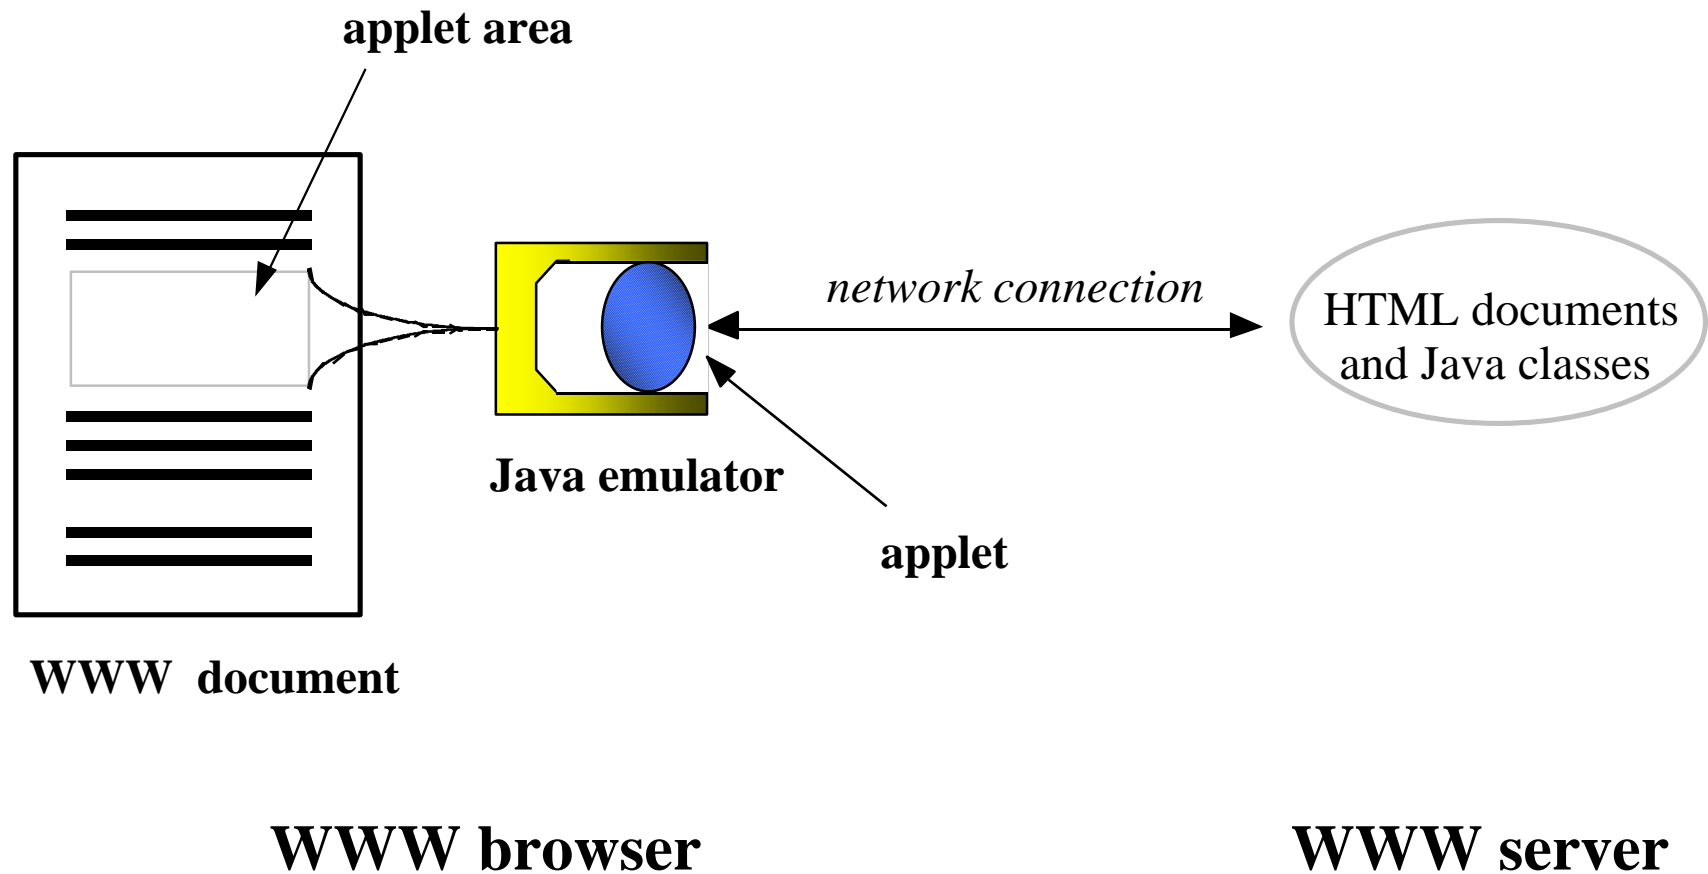 applet area
network connection
HTML documents
and Java classes
Java emulator
applet
WWW document
WWW browser
WWW server